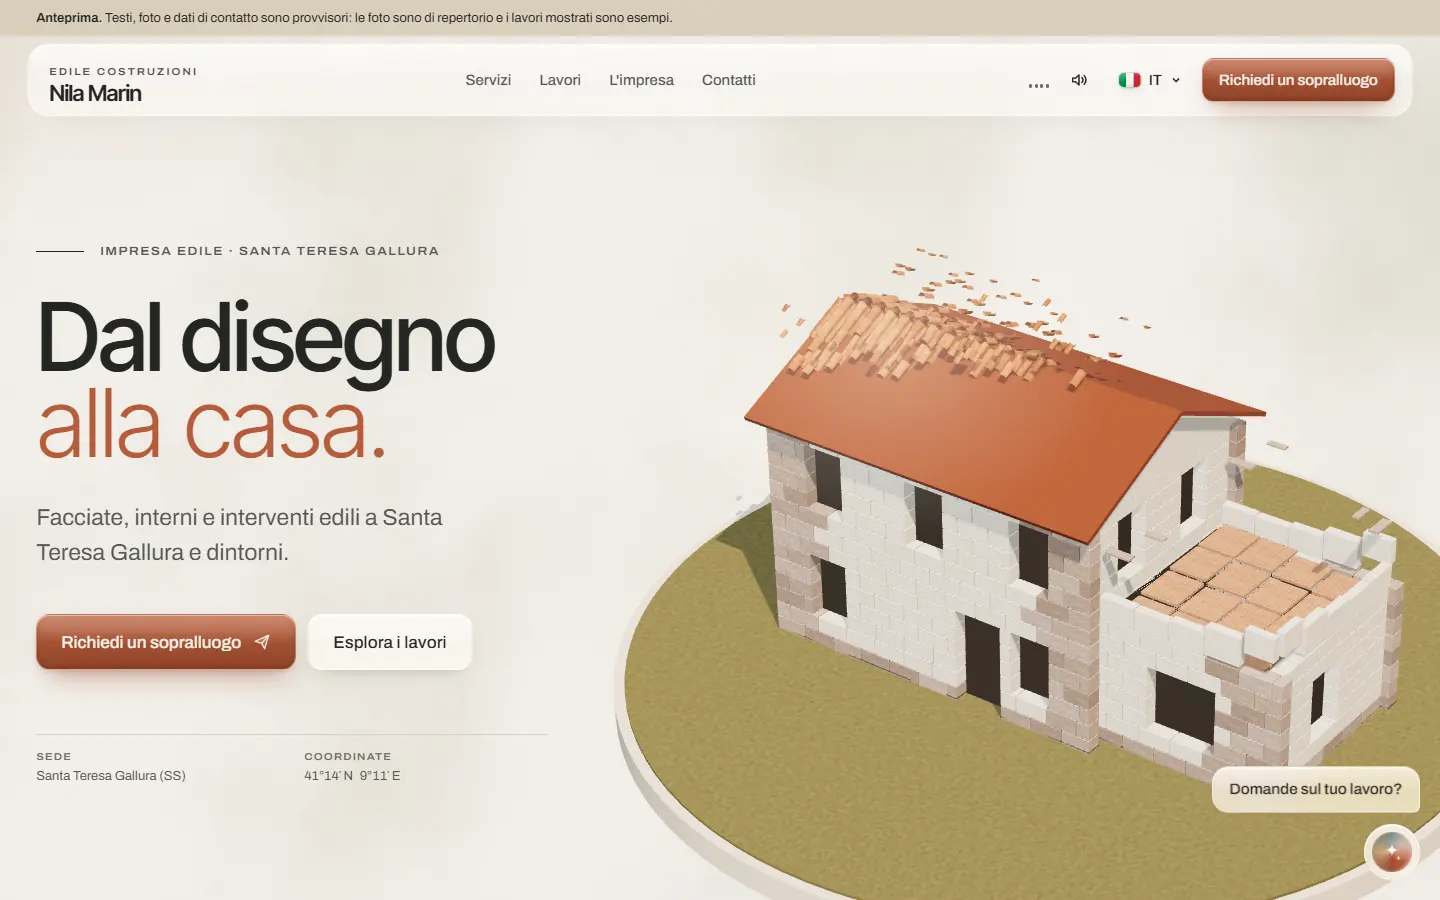 Anteprima. Testi, foto e dati di contatto sono provvisori: le foto sono di repertorio e i lavori mostrati sono esempi.
EDILE COSTRUZIONI
Nila Marin
Servizi
Lavori
L'impresa
Contatti
IT
Richiedi un sopralluogo
IMPRESA EDILE · SANTA TERESA GALLURA
Dal disegno
alla casa.
Facciate, interni e interventi edili a Santa
Teresa Gallura e dintorni.
Richiedi un sopralluogo
Esplora i lavori
SEDE
Santa Teresa Gallura (SS)
COORDINATE
41°14′ N 9°11′ E
Domande sul tuo lavoro?